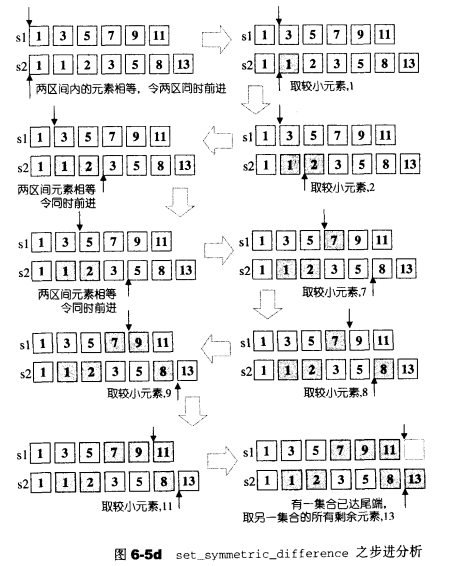 s1 1 3 5 7 9 11
s2 1 1 2 3 5 8 13
两区间内的元素相等，令两区同时前进
s1 1 3 5 7 9 11
s2 1 1 2 3 5 8 13
取较小元素,1
s1 1 3 5 7 9 11
s2 1 1 2 3 5 8 13
两区间元素相等
令同时前进
s1 1 3 5 7 9 11
s2 1 1 2 3 5 8 13
取较小元素,2
s1 1 3 5 7 9 11
s2 1 1 2 3 5 8 13
两区间元素相等
令同时前进
s1 1 3 5 7 9 11
s2 1 1 2 3 5 8 13
取较小元素,7
s1 1 3 5 7 9 11
s2 1 1 2 3 5 8 13
取较小元素,9
s1 1 3 5 7 9 11
s2 1 1 2 3 5 8 13
取较小元素,8
s1 1 3 5 7 9 11
s2 1 1 2 3 5 8 13
取较小元素,11
s1 1 3 5 7 9 11
s2 1 1 2 3 5 8 13
有一集合已达尾端，
取另一集合的所有剩余元素,13
图 6-5d set_symmetric_difference 之步进分析